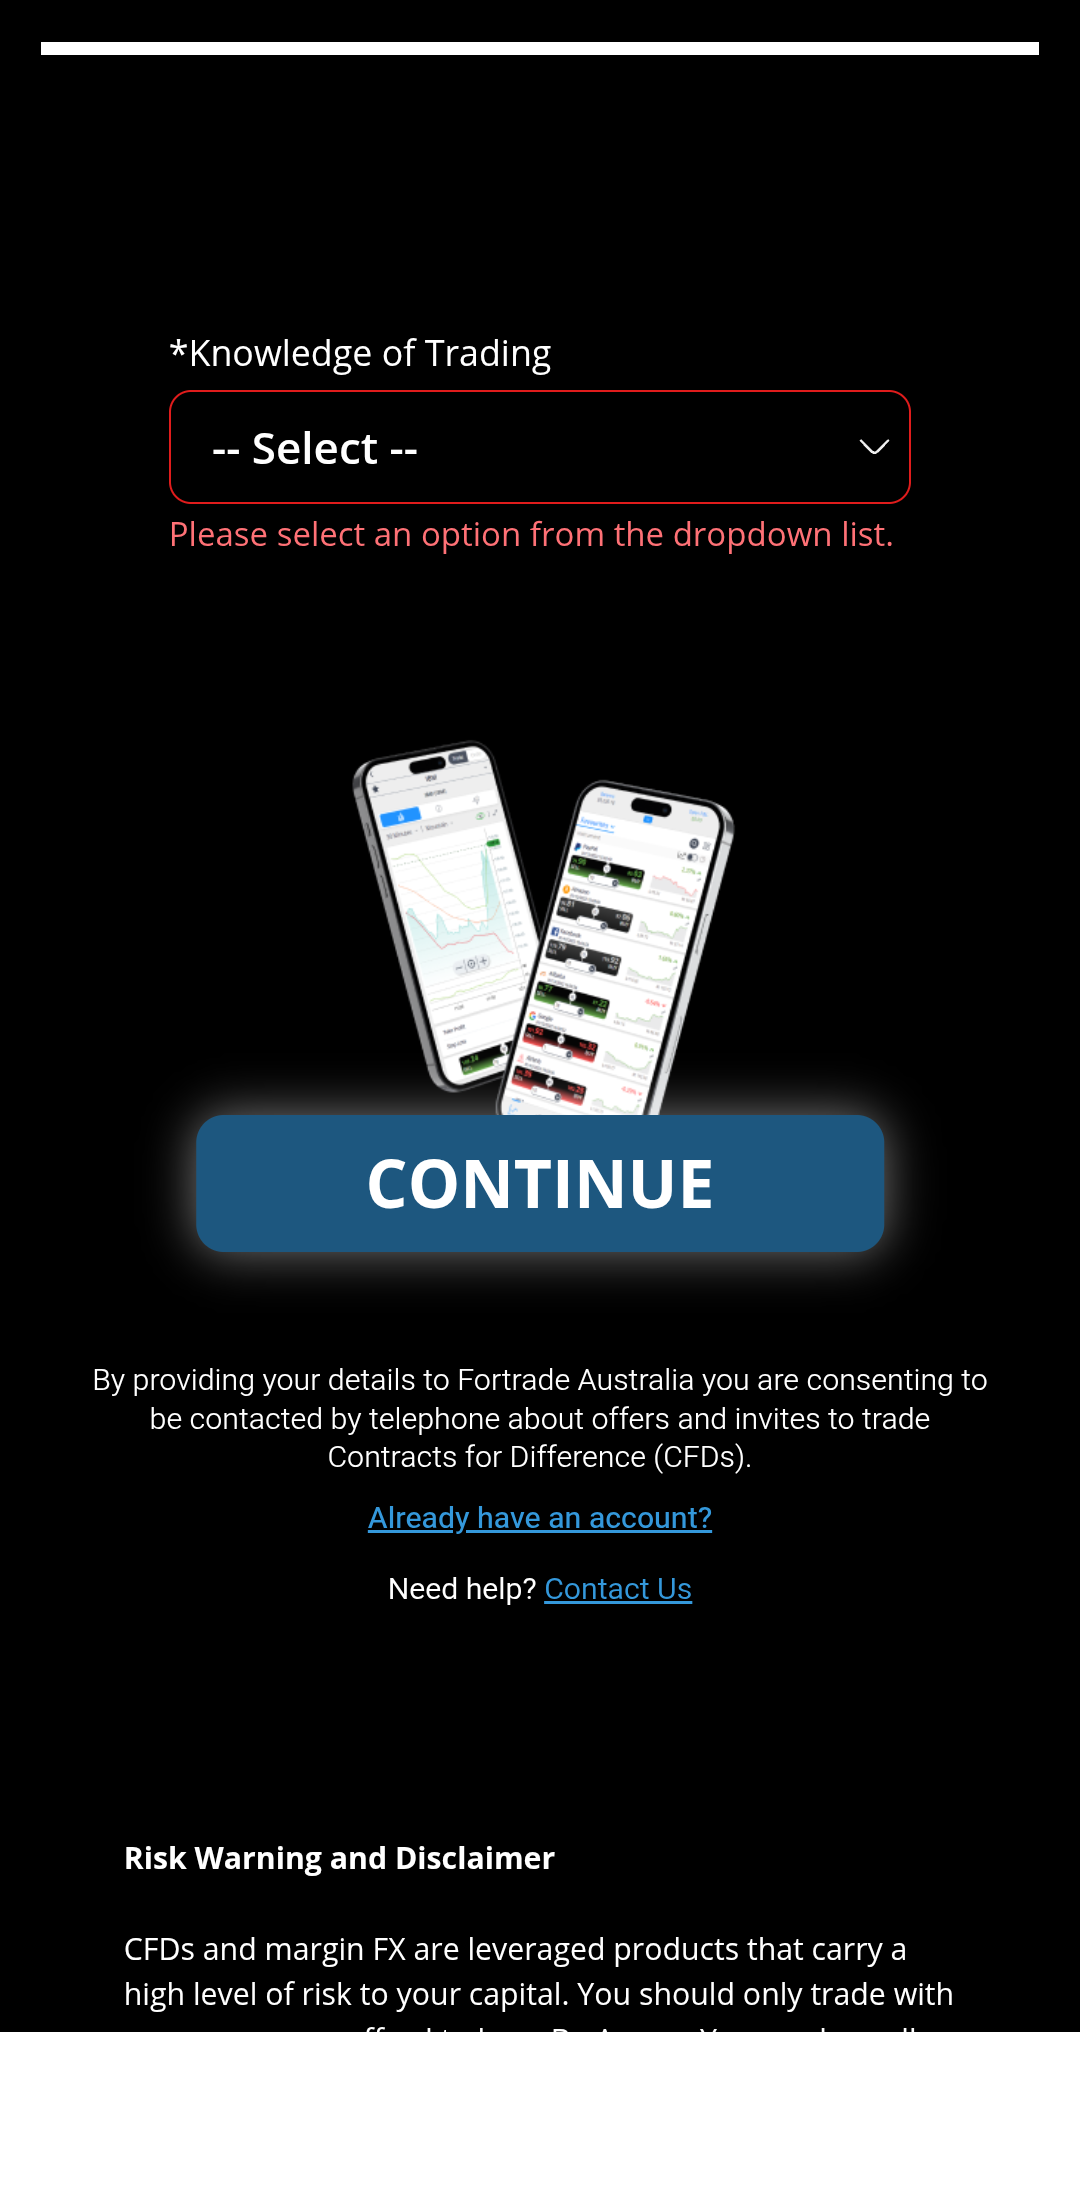 *Knowledge of Trading
-- Select --
Please select an option from the dropdown list.
CONTINUE
By providing your details to Fortrade Australia you are consenting to
be contacted by telephone about offers and invites to trade
Contracts for Difference (CFDs).
Already have an account?
Need help? Contact Us
Risk Warning and Disclaimer
CFDs and margin FX are leveraged products that carry a
high level of risk to your capital. You should only trade with